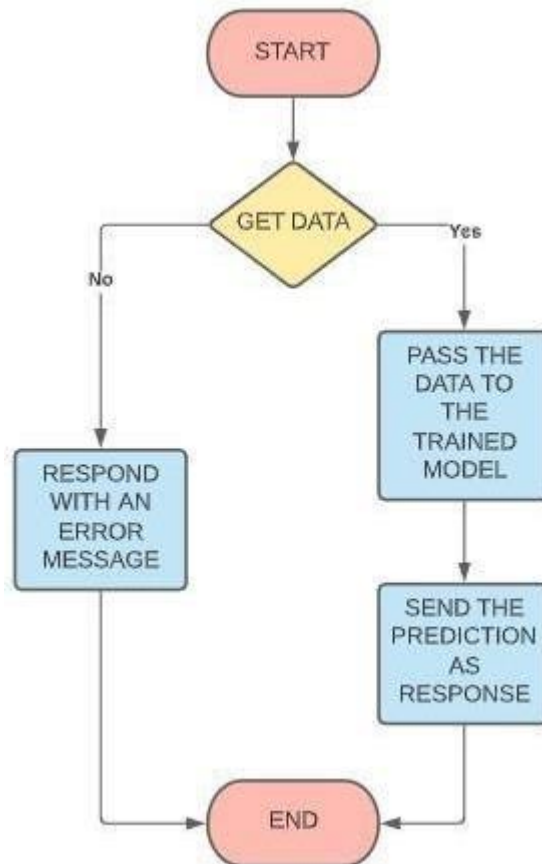 START
GET DATA
No
Yes
PASS THE
DATA TO
THE
TRAINED
MODEL
RESPOND
WITH AN
ERROR
MESSAGE
SEND THE
PREDICTION
AS
RESPONSE
END